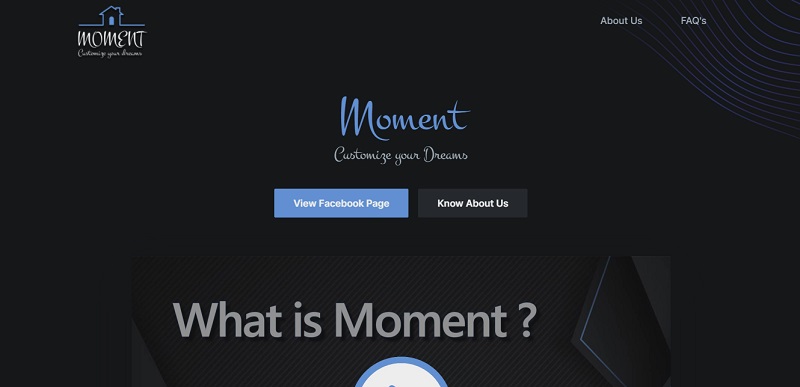 MOMENT
Customize your dreams
About Us
FAQ's
Moment
Customize your Dreams
View Facebook Page
Know About Us
What is Moment ?